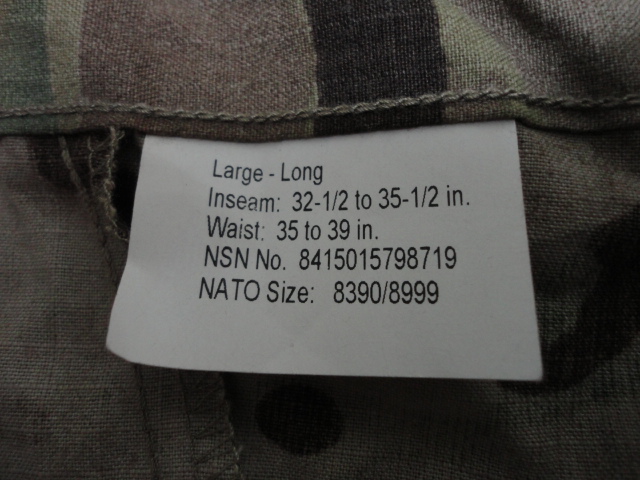 Large - Long
Inseam: 32-1/2 to 35-1/2 in.
Waist: 35 to 39 in.
NSN No. 8415015798719
NATO Size: 8390/8999